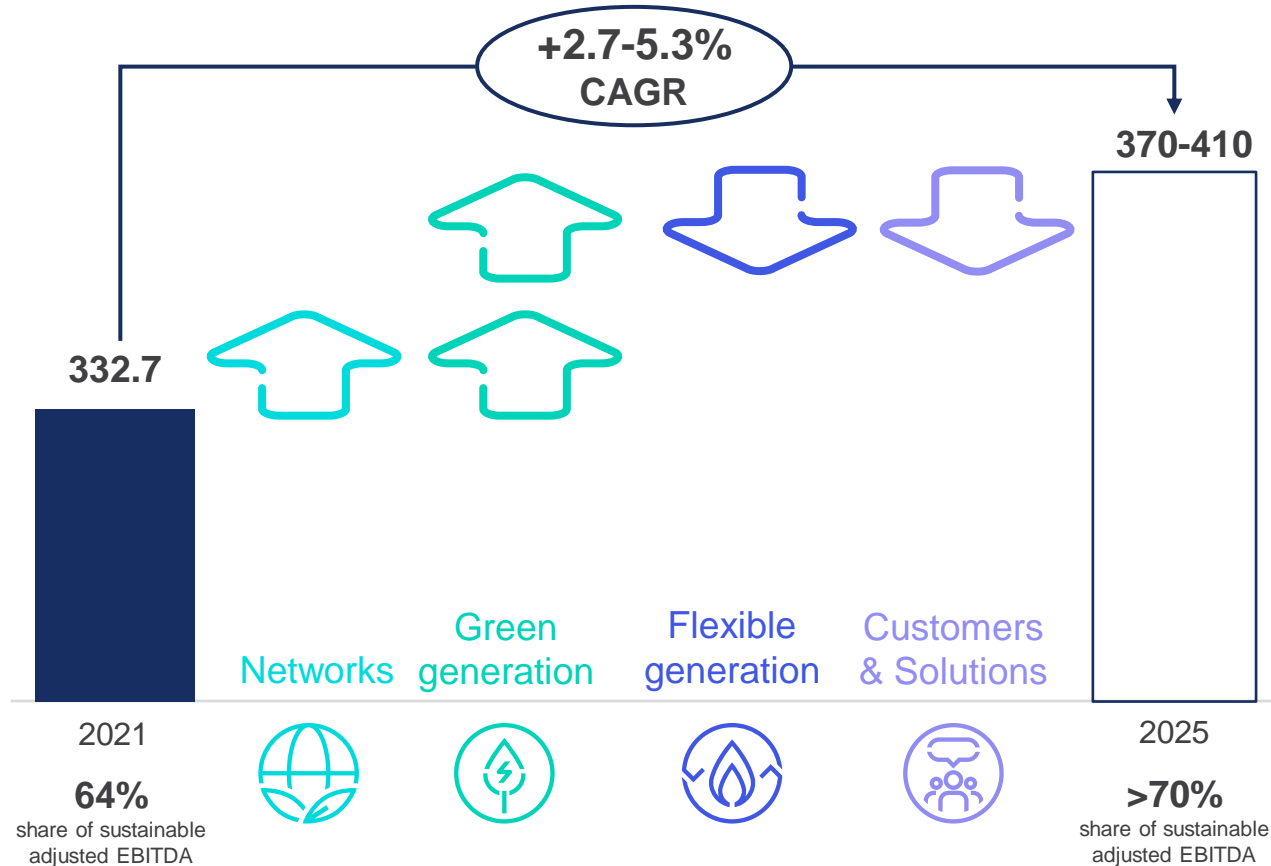 +2.7-5.3%
CAGR
370-410
332.7
Networks
Green
generation
Flexible
generation
Customers
& Solutions
2021
64%
share of sustainable
adjusted EBITDA
2025
>70%
share of sustainable
adjusted EBITDA